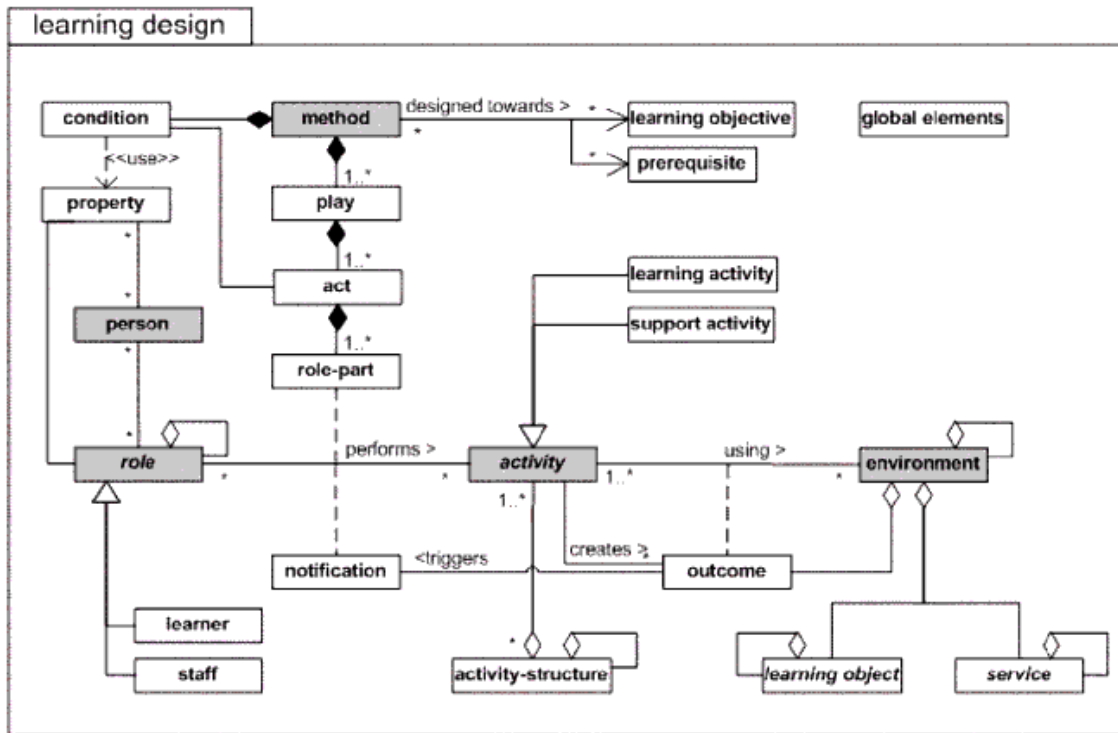 learning design
condition
method
designed towards >
*
*
learning objective
global elements
<<use>>
*
prerequisite
1..*
property
play
*
1..*
learning activity
act
*
person
support activity
*
1..*
role-part
*
performs >
using >
role
activity
environment
*
*
1..*
1..*
*
<triggers
creates >
*
notification
outcome
learner
*
staff
activity-structure
learning object
service